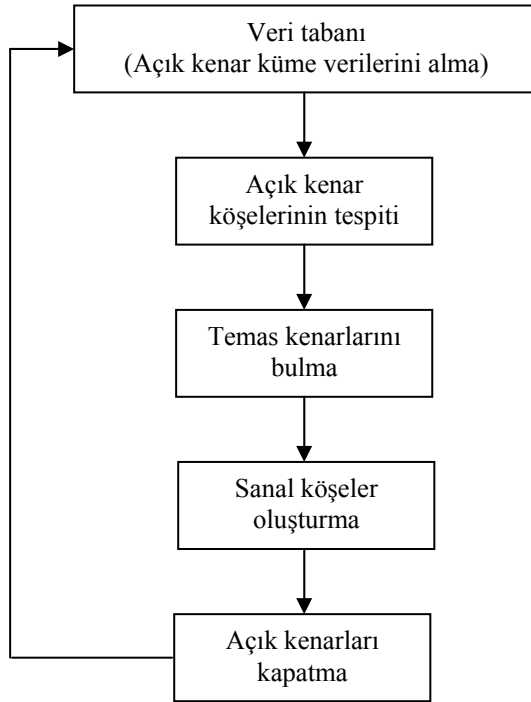 Veri tabanı
(Açık kenar küme verilerini alma)
Açık kenar
köşelerinin tespiti
Temas kenarlarını
bulma
Sanal köşeler
oluşturma
Açık kenarları
kapatma